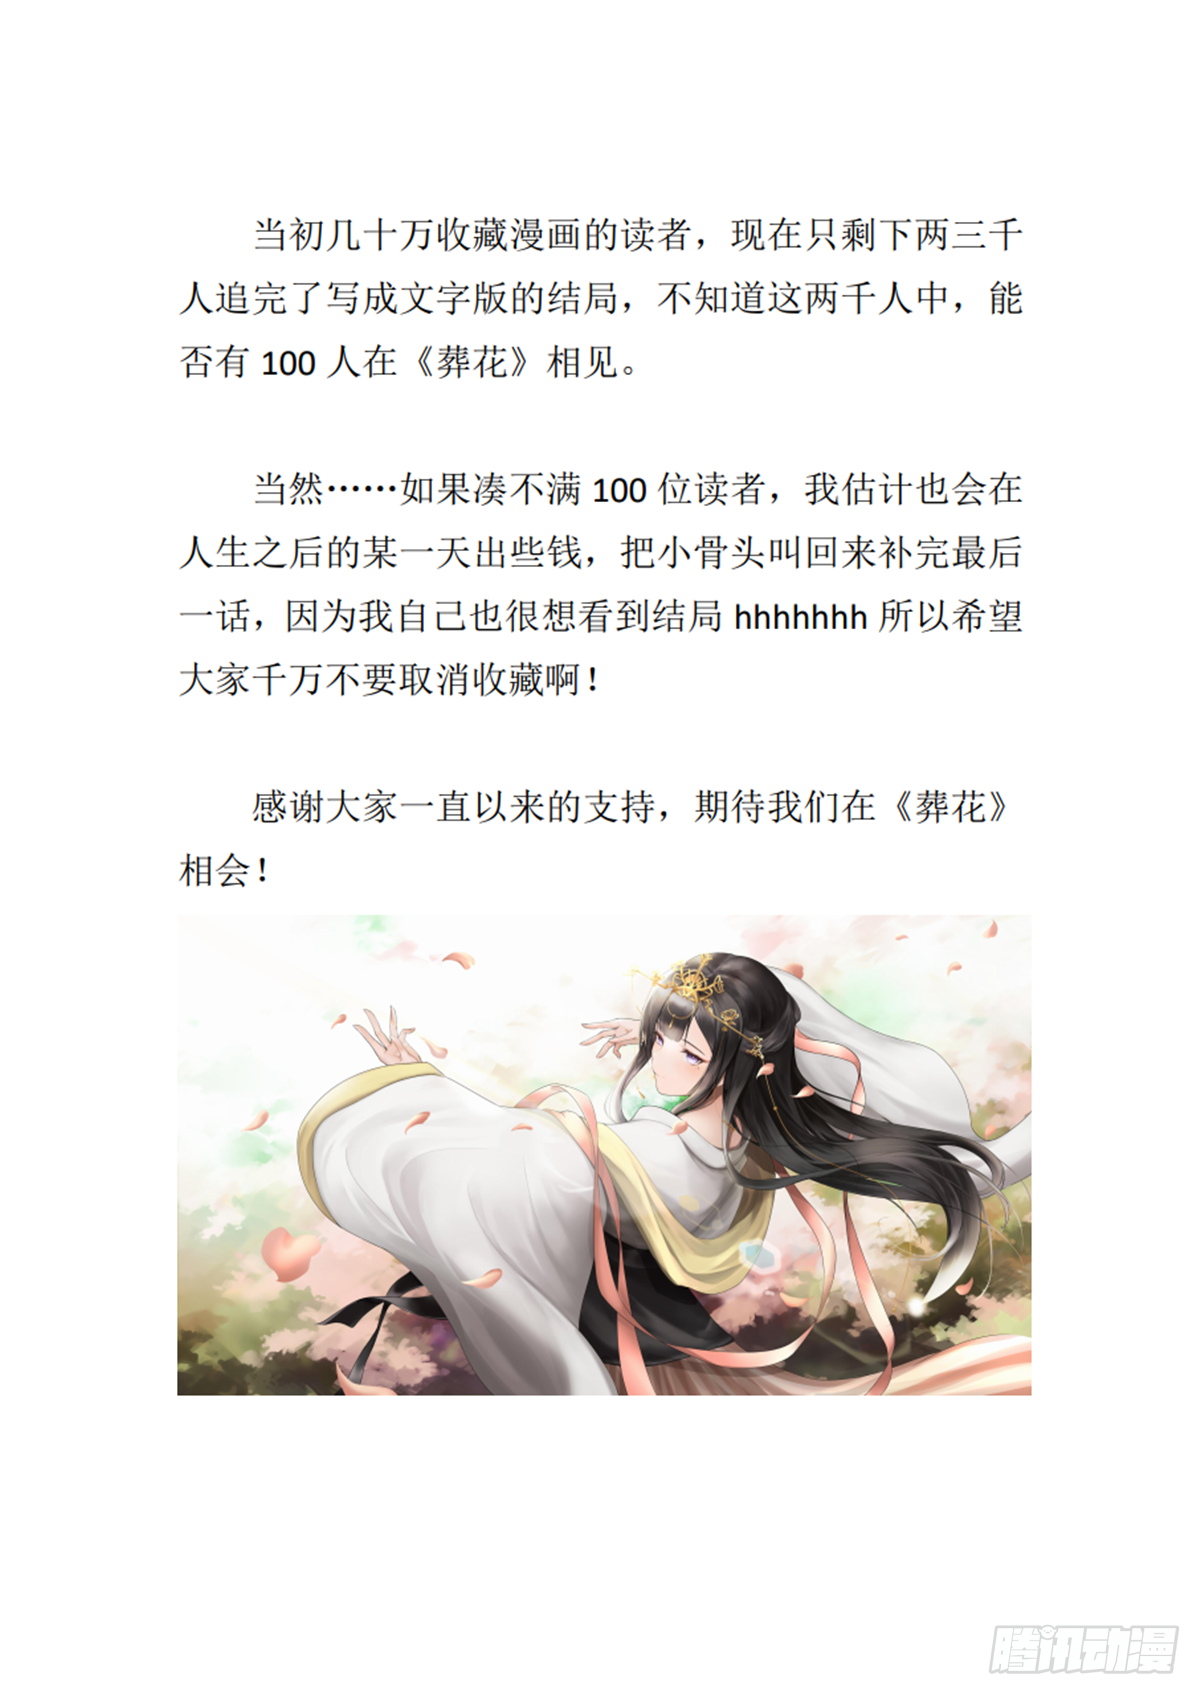 当初几十万收藏漫画的读者，现在只剩下两三千
人追完了写成文字版的结局，不知道这两千人中，能
否有 100 人在《葬花》相见。
当然……如果凑不满 100 位读者，我估计也会在
人生之后的某一天出些钱，把小骨头叫回来补完最后
一话，因为我自己也很想看到结局 hhhhhhh 所以希望
大家千万不要取消收藏啊！
感谢大家一直以来的支持，期待我们在《葬花》
相会！
腾讯动漫